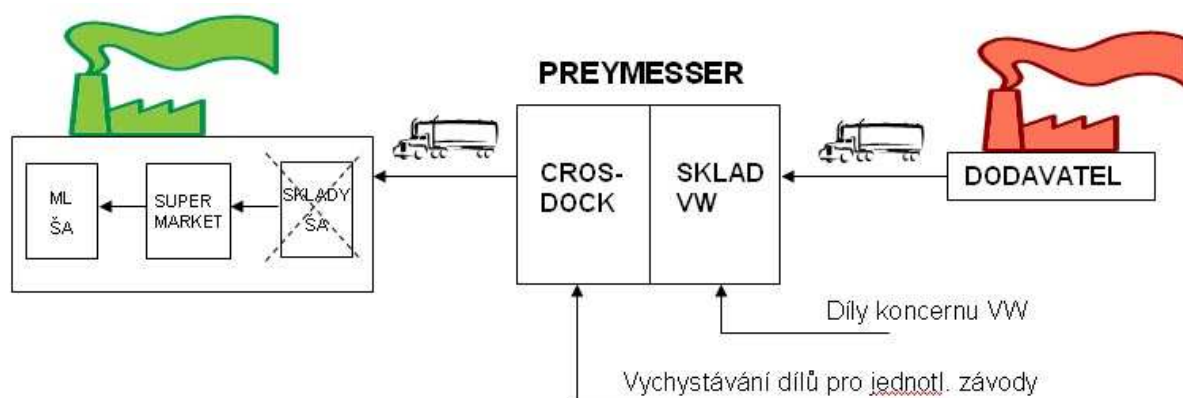 PREYMESSER
CROS-
DOCK
SKLAD
VW
DODAVATEL
ML
ŠA
SUPER
MARKET
SKLADY
ŠA
Díly koncernu VW
Vychystávání dílů pro jednotl. závody